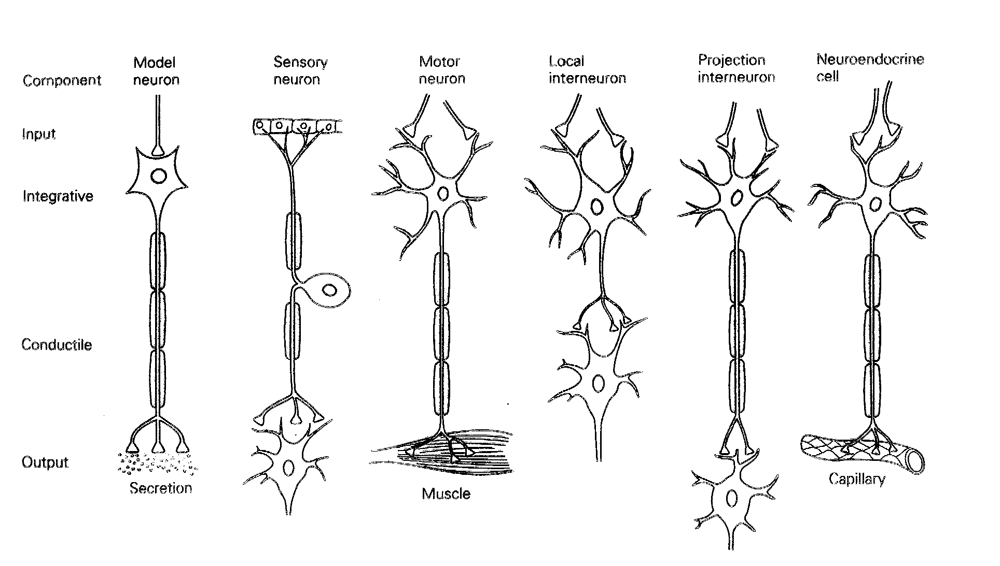 Component
Model
neuron
Sensory
neuron
Motor
neuron
Local
interneuron
Projection
interneuron
Neuroendocrine
cell
Input
Integrative
Conductile
Output
Secretion
Muscle
Capillary